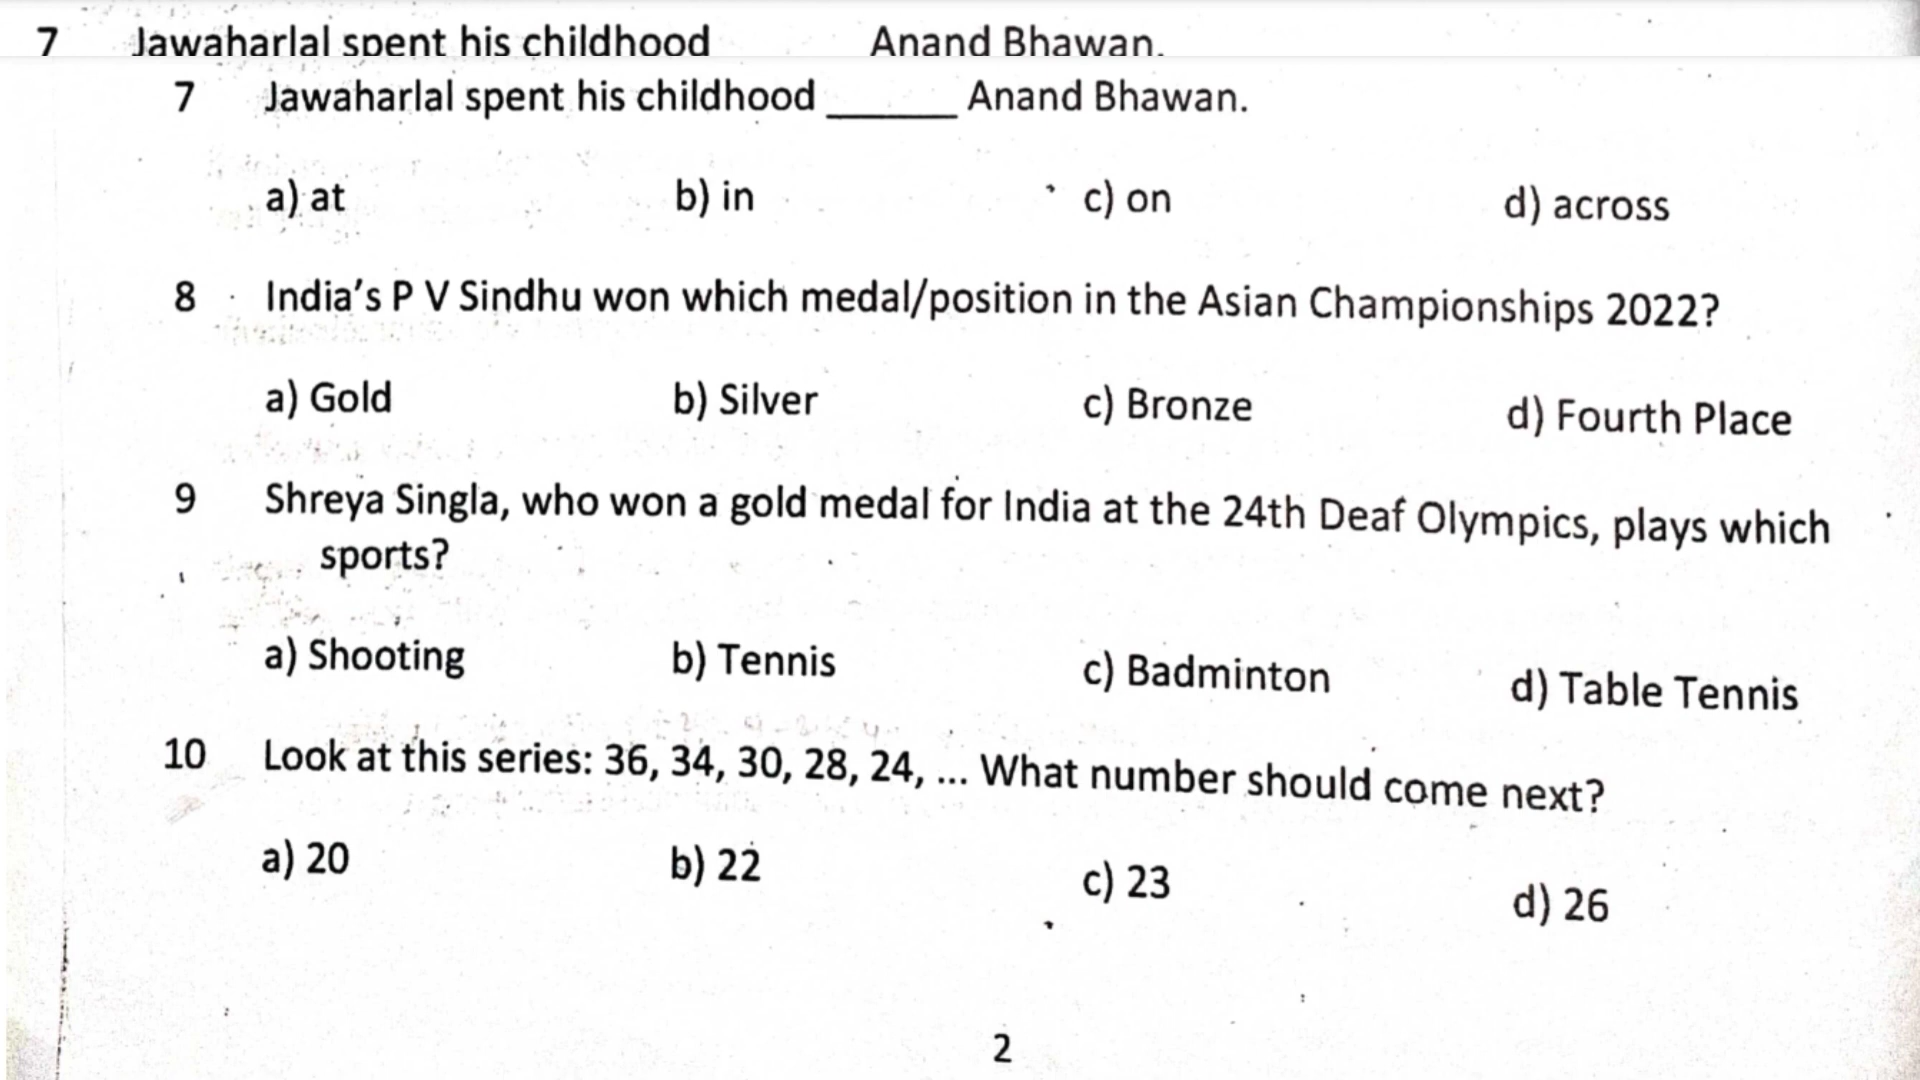 7 Jawaharlal spent his childhood Anand Bhawan.
7 Jawaharlal spent his childhood ______ Anand Bhawan.
a) at b) in c) on d) across
8 India's P V Sindhu won which medal/position in the Asian Championships 2022?
a) Gold b) Silver c) Bronze d) Fourth Place
9 Shreya Singla, who won a gold medal for India at the 24th Deaf Olympics, plays which
sports?
a) Shooting b) Tennis c) Badminton d) Table Tennis
10 Look at this series: 36, 34, 30, 28, 24, ... What number should come next?
a) 20 b) 22 c) 23 d) 26
2